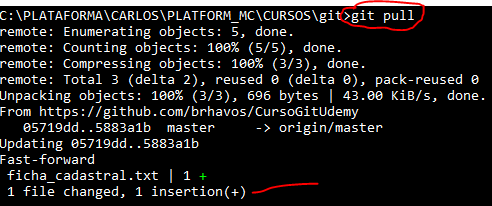 C:\PLATAFORMA\CARLOS\PLATFORM_MC\CURSOS\git>git pull
remote: Enumerating objects: 5, done.
remote: Counting objects: 100% (5/5), done.
remote: Compressing objects: 100% (3/3), done.
remote: Total 3 (delta 2), reused 0 (delta 0), pack-reused 0
Unpacking objects: 100% (3/3), 696 bytes | 43.00 KiB/s, done.
From https://github.com/brhavos/CursoGitUdemy
   05719dd..5883a1b  master     -> origin/master
Updating 05719dd..5883a1b
Fast-forward
 ficha_cadastral.txt | 1 +
 1 file changed, 1 insertion(+)